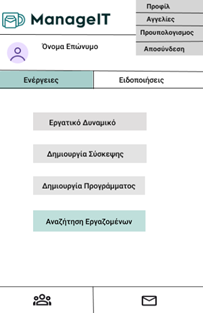 ManageIT
Προφίλ
Αγγελίες
Προυπολογισμος
Αποσύνδεση
Όνομα Επώνυμο
Ενέργειες
Ειδοποιήσεις
Εργατικό Δυναμικό
Δημιουργία Σύσκεψης
Δημιουργία Προγράμματος
Αναζήτηση Εργαζομένων